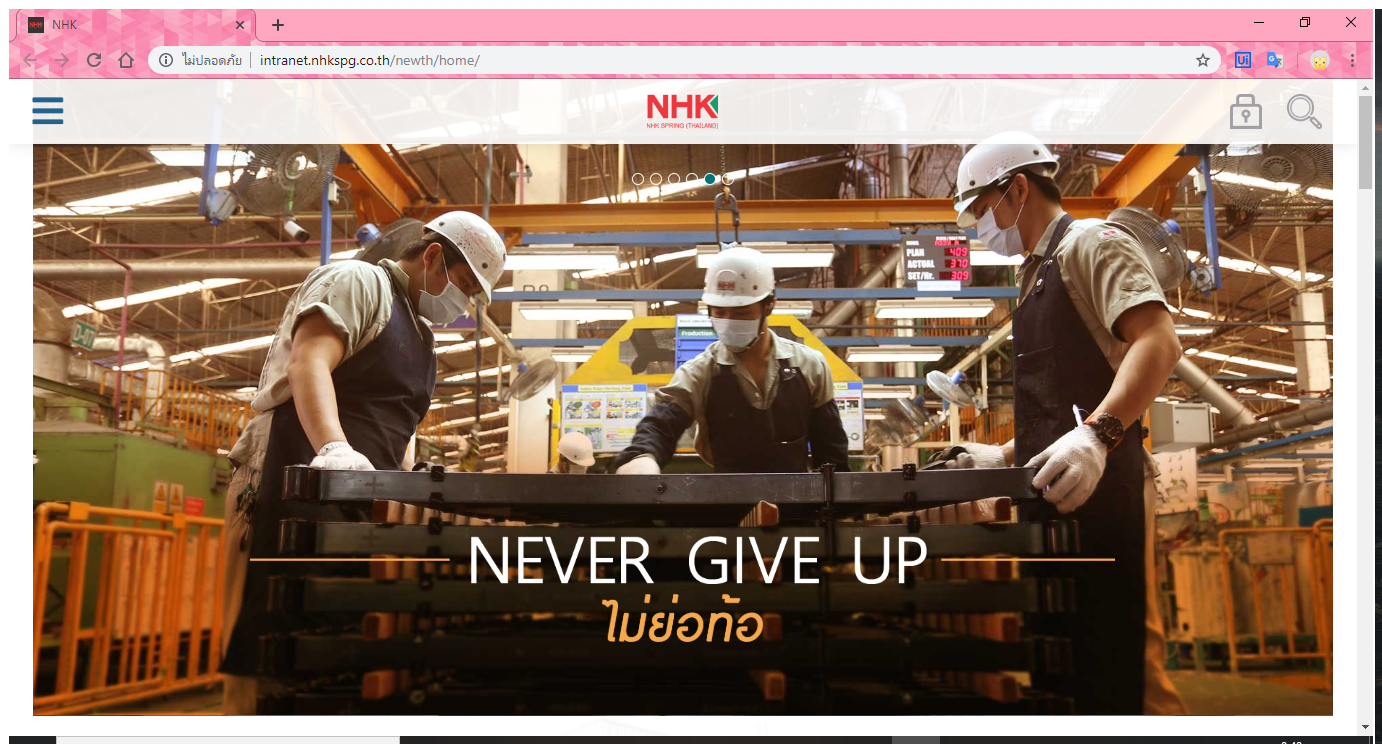 NHK
ไม่ปลอดภัย
intranet.nhkspg.co.th/newth/home/
NHK
NHK SPRING (THAILAND)
PLAN 409
ACTUAL 370
SET/Hr. 309
Production
NEVER GIVE UP
ไม่ย่อท้อ